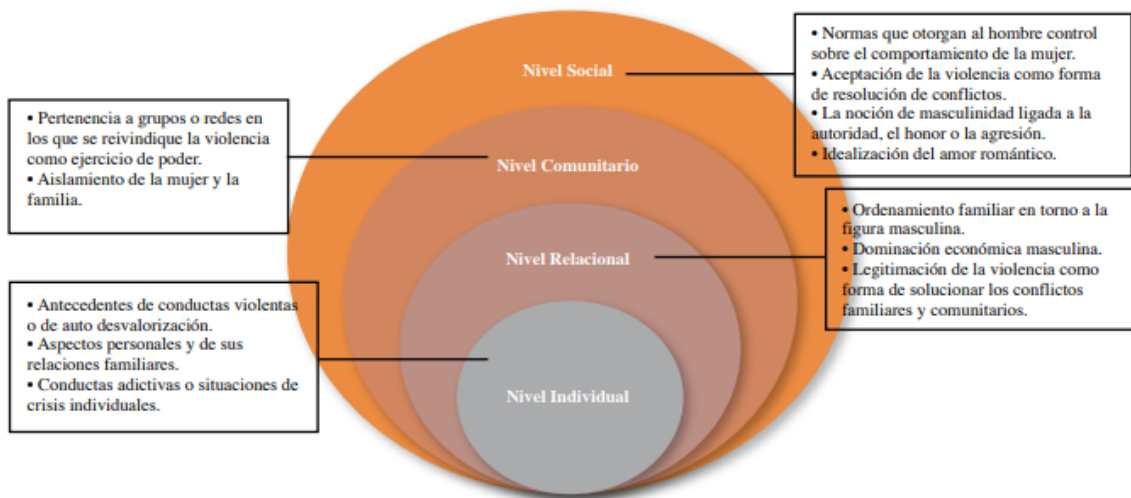 Nivel Social
• Normas que otorgan al hombre control
sobre el comportamiento de la mujer.
• Aceptación de la violencia como forma
de resolución de conflictos.
• La noción de masculinidad ligada a la
autoridad, el honor o la agresión.
• Idealización del amor romántico.
• Pertenencia a grupos o redes en
los que se reivindique la violencia
como ejercicio de poder.
• Aislamiento de la mujer y la
familia.
Nivel Comunitario
Nivel Relacional
• Ordenamiento familiar en torno a la
figura masculina.
• Dominación económica masculina.
• Legitimación de la violencia como
forma de solucionar los conflictos
familiares y comunitarios.
• Antecedentes de conductas violentas
o de auto desvalorización.
• Aspectos personales y de sus
relaciones familiares.
• Conductas adictivas o situaciones de
crisis individuales.
Nivel Individual